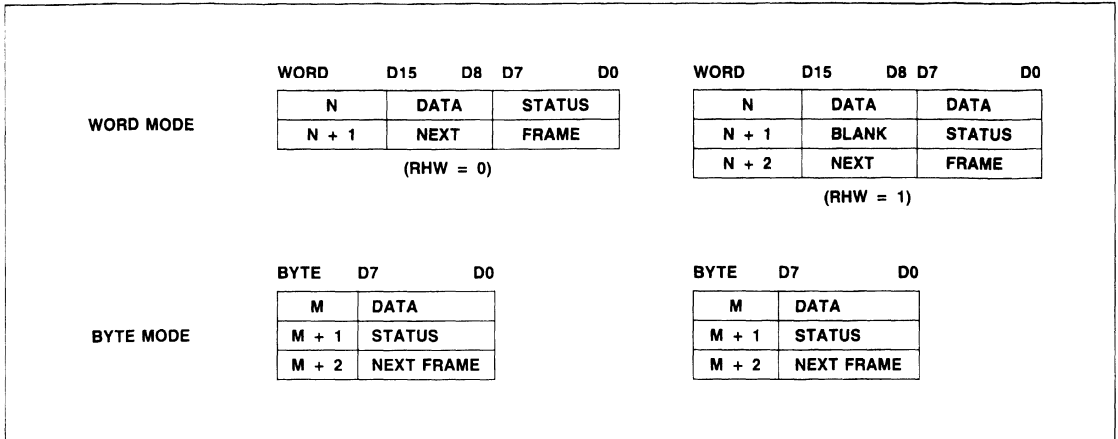 WORD D15 D8 D7 D0
N DATA STATUS
N + 1 NEXT FRAME
(RHW = 0)
WORD MODE
WORD D15 D8 D7 D0
N DATA DATA
N + 1 BLANK STATUS
N + 2 NEXT FRAME
(RHW = 1)
BYTE D7 D0
M DATA
M + 1 STATUS
M + 2 NEXT FRAME
BYTE MODE
BYTE D7 D0
M DATA
M + 1 STATUS
M + 2 NEXT FRAME